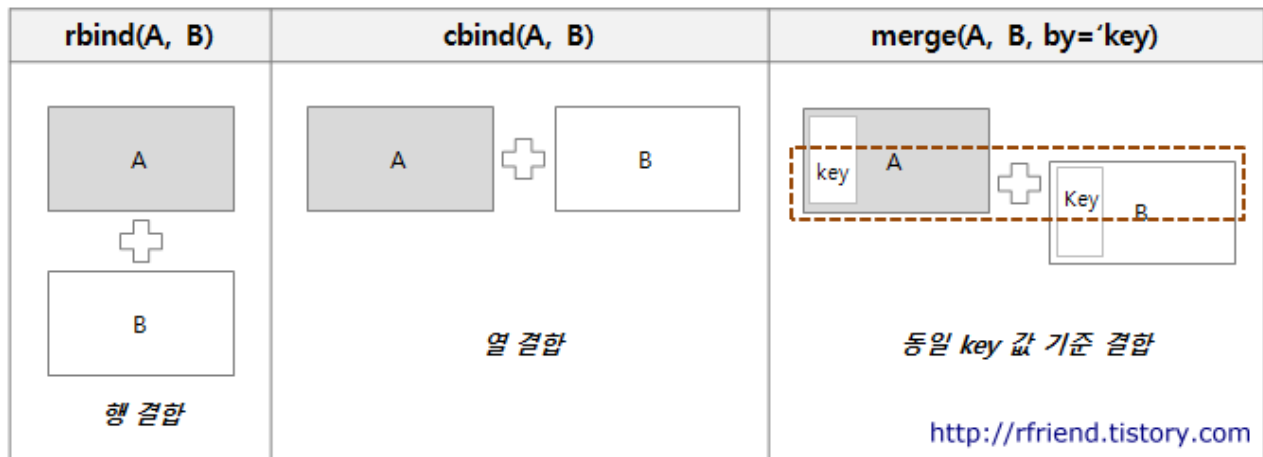 rbind(A, B)
cbind(A, B)
merge(A, B, by=‘key)
A
B
행 결합
A
B
열 결합
key
A
Key
B
동일 key 값 기준 결합
http://rfriend.tistory.com